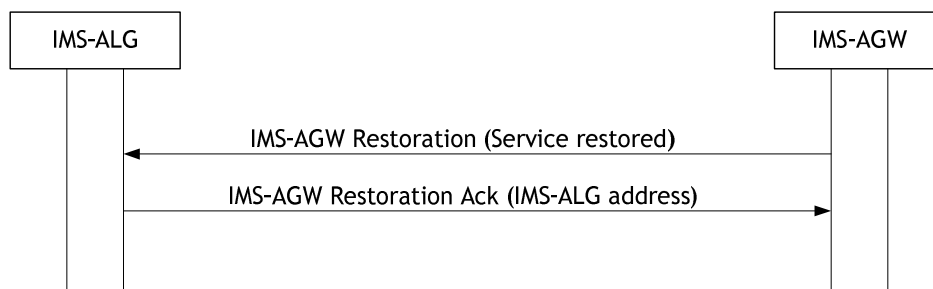 IMS-ALG
IMS-AGW
IMS-AGW Restoration (Service restored)
IMS-AGW Restoration Ack (IMS-ALG address)